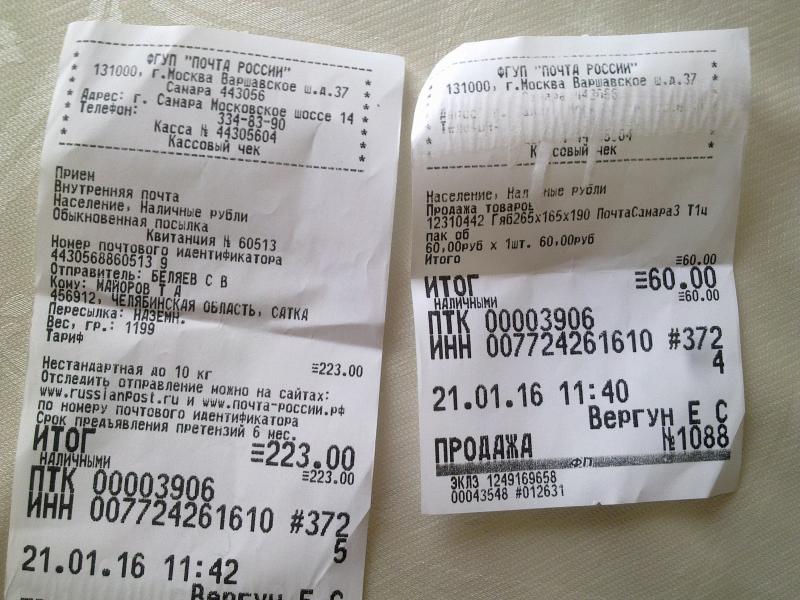 ФГУП "ПОЧТА РОССИИ"
131000, г.Москва Варшавское ш.д.37
Самара 443056
Адрес: г. Самара Московское шоссе 14
Телефон: 334-83-90
Касса № 44305604
Кассовый чек
Прием
Внутренняя почта
Население, Наличные рубли
Обыкновенная посылка
Квитанция № 60513
Номер почтового идентификатора
4430568860513 9
Отправитель: БЕЛЯЕВ С В
Кому: МАЙОРОВ Т А
456912, ЧЕЛЯБИНСКАЯ ОБЛАСТЬ, САТКА
Пересылка: НАЗЕМН.
Вес, гр.: 1199
Тариф
Нестандартная до 10 кг ≡223.00
Отследить отправление можно на сайтах:
www.russianPost.ru и www.почта-россии.рф
по номеру почтового идентификатора
Срок предъявления претензий 6 мес.
ИТОГ ≡223.00
НАЛИЧНЫМИ ≡223.00
ПТК 00003906
ИНН 007724261610 #372
5
21.01.16 11:42
Вергун Е С
ФГУП "ПОЧТА РОССИИ"
131000, г.Москва Варшавское ш.д.37
Кассовый чек
Население, Наличные рубли
Продажа товаров
12310442 Гяб265х165х190 ПочтаСамара3 Т1ц
пак об
60,00руб х 1шт. 60,00руб
Итого ≡60.00
ИТОГ ≡60.00
НАЛИЧНЫМИ ≡60.00
ПТК 00003906
ИНН 007724261610 #372
4
21.01.16 11:40
Вергун Е С
ПРОДАЖА №1088
ФП
ЭКЛЗ 1249169658
00043548 #012631